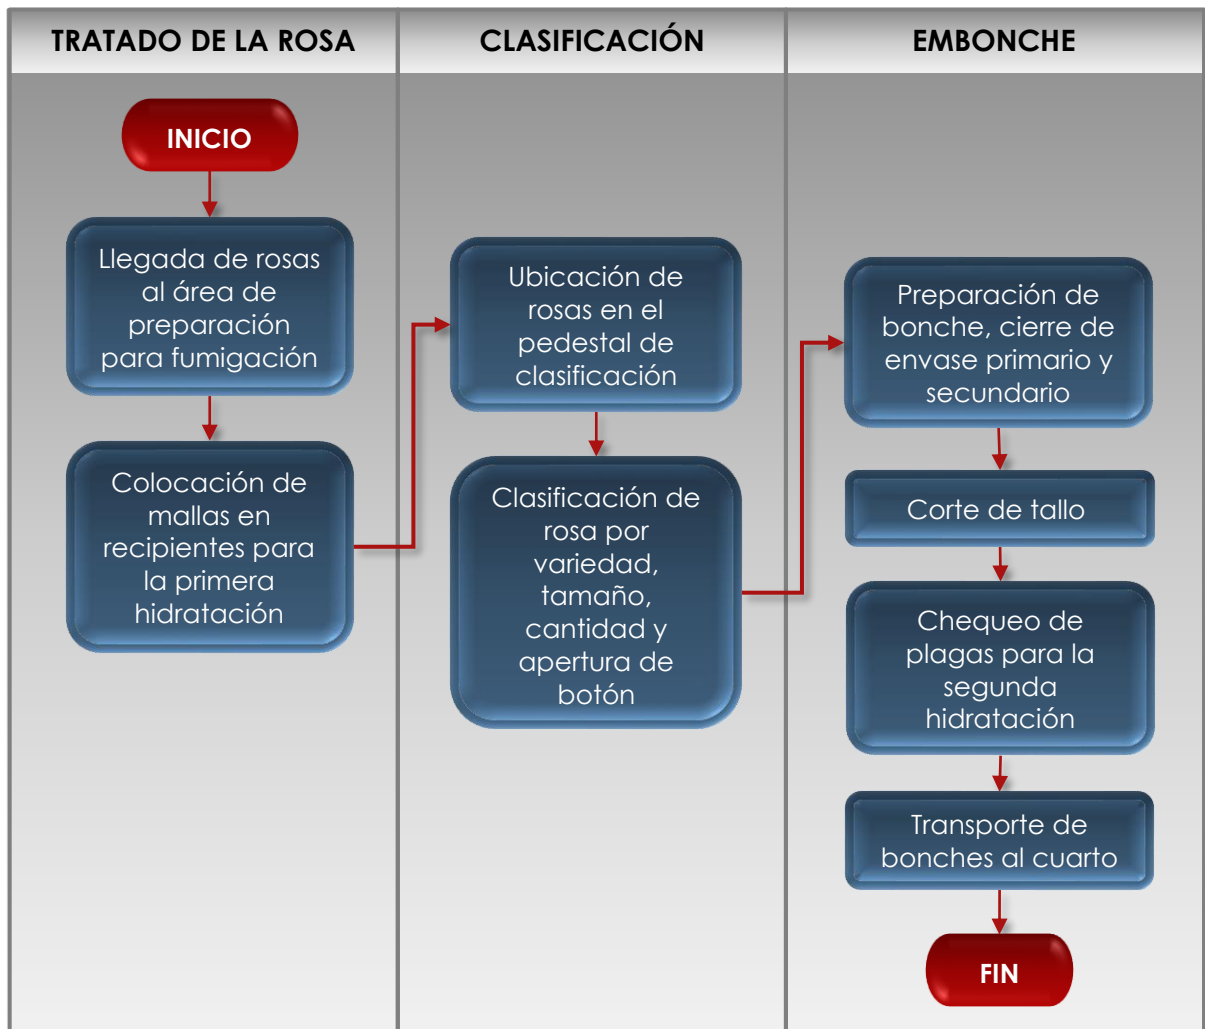 TRATADO DE LA ROSA
CLASIFICACIÓN
EMBONCHE
INICIO
Llegada de rosas
al área de
preparación
para fumigación
Colocación de
mallas en
recipientes para
la primera
hidratación
Ubicación de
rosas en el
pedestal de
clasificación
Clasificación de
rosa por
variedad,
tamaño,
cantidad y
apertura de
botón
Preparación de
bonche, cierre de
envase primario y
secundario
Corte de tallo
Chequeo de
plagas para la
segunda
hidratación
Transporte de
bonches al cuarto
FIN